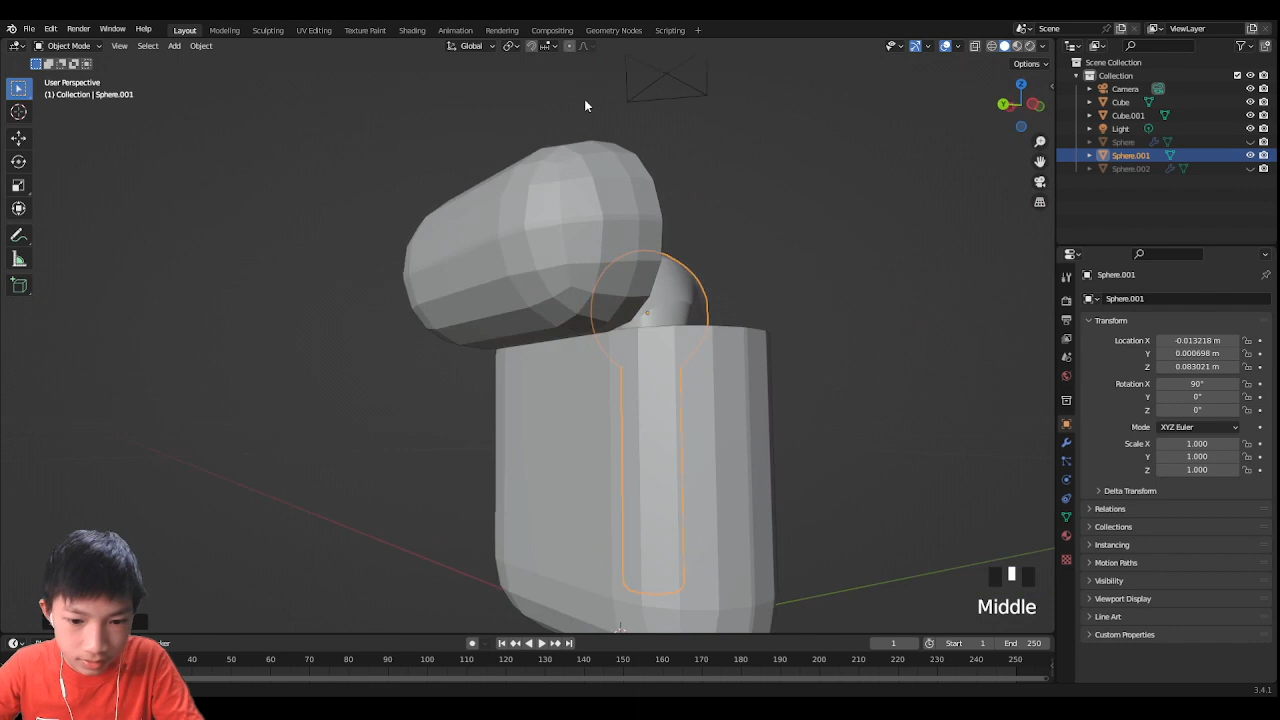 File Edit Render Window Help Layout Modeling Sculpting UV Editing Texture Paint Shading Animation Rendering Compositing Geometry Nodes Scripting + Scene ViewLayer
Object Mode View Select Add Object Global
Options
User Perspective
(1) Collection | Sphere.001
Y
Z
Scene Collection
Collection
Camera
Cube
Cube.001
Light
Sphere
Sphere.001
Sphere.002
Sphere.001
Sphere.001
Transform
Location X -0.013218 m
Y 0.000698 m
Z 0.083021 m
Rotation X 90°
Y 0°
Z 0°
Mode XYZ Euler
Scale X 1.000
Y 1.000
Z 1.000
Delta Transform
Relations
Collections
Instancing
Motion Paths
Visibility
Viewport Display
Line Art
Custom Properties
Middle
1 Start 1 End 250
40 50 60 70 80 90 100 110 120 130 140 150 160 170 180 190 200 210 220 230 240 250
3.4.1